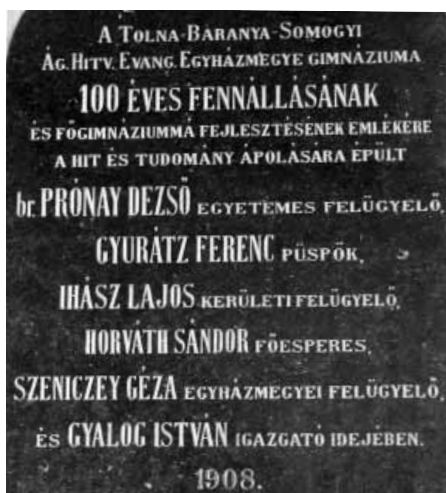 A TOLNA-BARANYA-SOMOGYI
ÁG. HITV. EVANG. EGYHÁZMEGYE GIMNÁZIUMA
100 ÉVES FENNÁLLÁSÁNAK
ÉS FŐGIMNÁZIUMMÁ FEJLESZTÉSÉNEK EMLÉKÉRE
A HIT ÉS TUDOMÁNY ÁPOLÁSÁRA ÉPÜLT
br. PRÓNAY DEZSŐ EGYETEMES FELÜGYELŐ,
GYURÁTZ FERENC PÜSPÖK,
IHÁSZ LAJOS KERÜLETI FELÜGYELŐ,
HORVÁTH SÁNDOR FŐESPERES,
SZENICZEY GÉZA EGYHÁZMEGYEI FELÜGYELŐ,
ÉS GYALOG ISTVÁN IGAZGATÓ IDEJÉBEN.
1908.